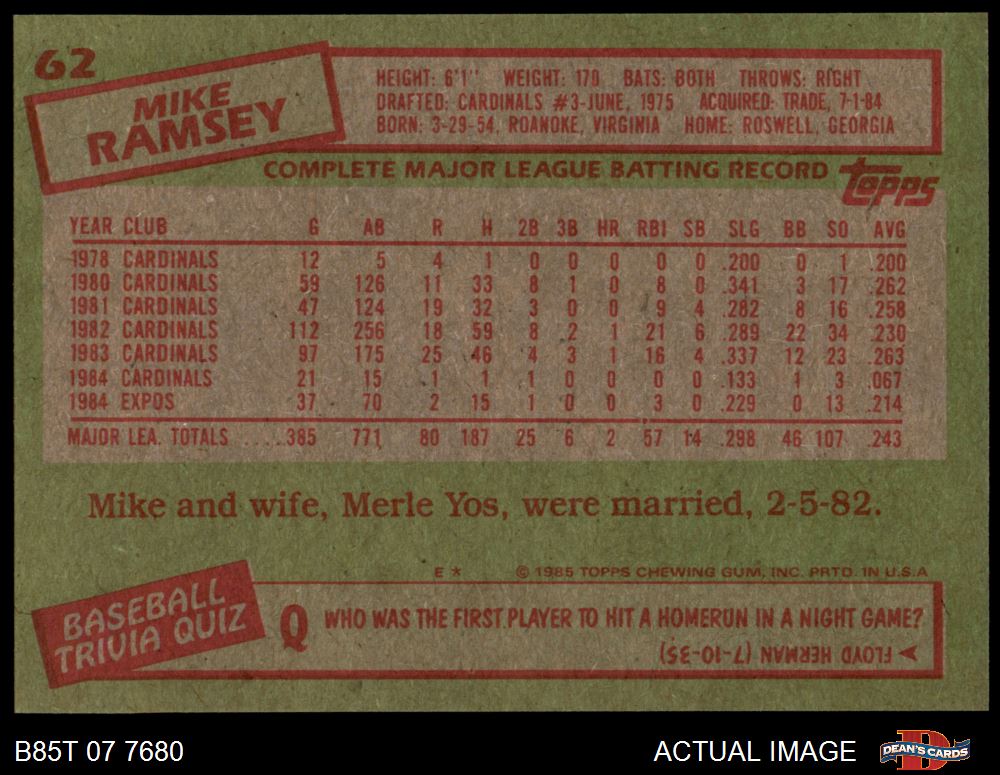 62
MIKE
RAMSEY
HEIGHT: 6'1" WEIGHT: 170 BATS: BOTH THROWS: RIGHT
DRAFTED: CARDINALS #3-JUNE, 1975 ACQUIRED: TRADE, 7-1-84
BORN: 3-29-54, ROANOKE, VIRGINIA HOME: ROSWELL, GEORGIA
COMPLETE MAJOR LEAGUE BATTING RECORD
topps
YEAR CLUB G AB R H 2B 3B HR RBI SB SLG BB SO AVG
1978 CARDINALS 12 5 4 1 0 0 0 0 0 .200 0 1 .200
1980 CARDINALS 59 126 11 33 8 1 0 8 0 .341 3 17 .262
1981 CARDINALS 47 124 19 32 3 0 0 9 4 .282 8 16 .258
1982 CARDINALS 112 256 18 59 8 2 1 21 6 .289 22 34 .230
1983 CARDINALS 97 175 25 46 4 3 1 16 4 .337 12 23 .263
1984 CARDINALS 21 15 1 1 1 0 0 0 0 .133 1 3 .067
1984 EXPOS 37 70 2 15 1 0 0 3 0 .229 0 13 .214
MAJOR LEA. TOTALS ....385 771 80 187 25 6 2 57 14 .298 46 107 .243
Mike and wife, Merle Yos, were married, 2-5-82.
E * © 1985 TOPPS CHEWING GUM, INC. PRTD. IN U.S.A
BASEBALL
TRIVIA QUIZ
Q WHO WAS THE FIRST PLAYER TO HIT A HOMERUN IN A NIGHT GAME?
FLOYD HERMAN (7-10-35)
B85T 07 7680
ACTUAL IMAGE
DEAN'S CARDS